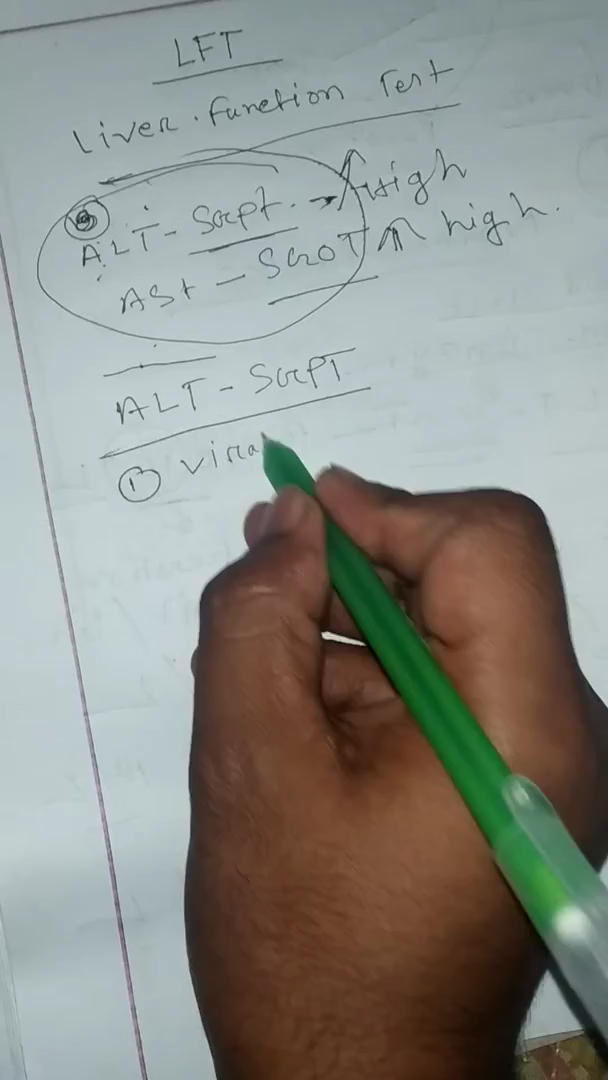 LFT
Liver. Function Test
ALT - SGPT. → ↑ High
AST - SGOT ↑↑ high.
ALT - SGPT
① Vira